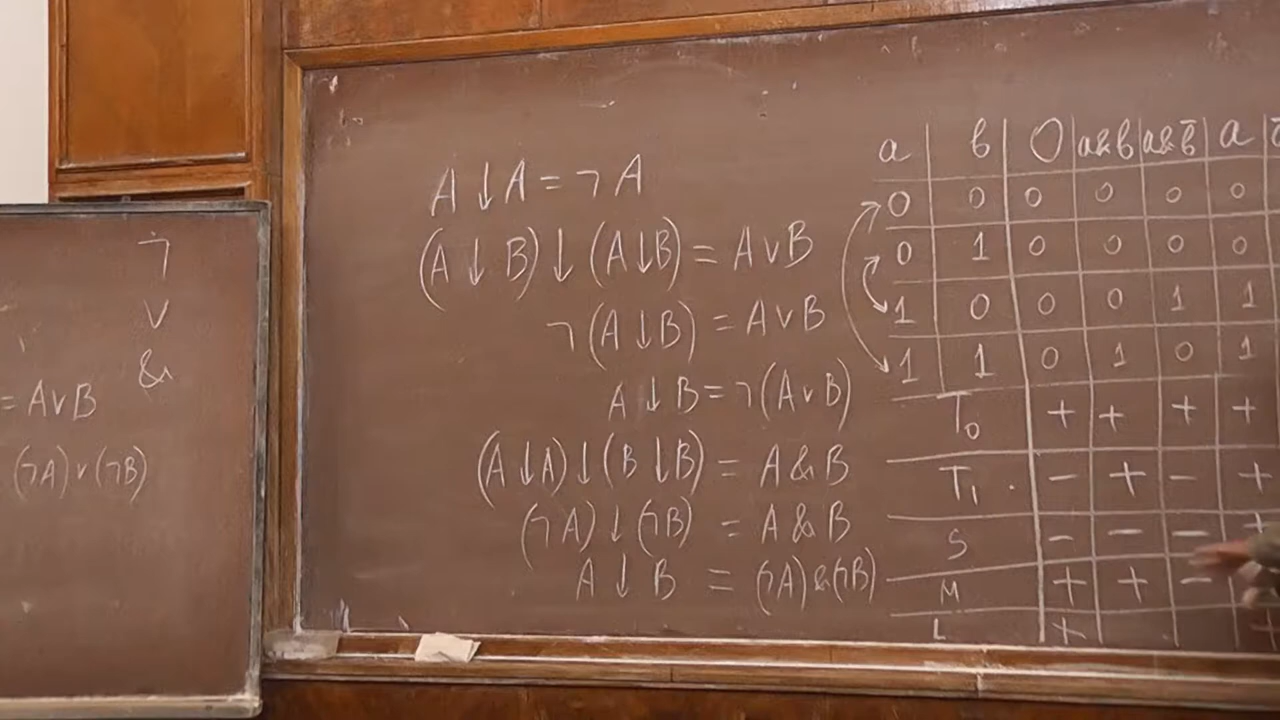 ¬
∨
&
= A∨B
(¬A)∨(¬B)
A↓A = ¬A
(A↓B)↓(A↓B) = A∨B
¬(A↓B) = A∨B
A↓B = ¬(A∨B)
(A↓A)↓(B↓B) = A&B
(¬A)↓(¬B) = A&B
A↓B = (¬A)&(¬B)
a b 0 a&b a&b̄ a
0 0 0 0 0 0
0 1 0 0 0 0
1 0 0 0 1 1
1 1 0 1 0 1
T₀ + + + +
T₁ − + − +
S − − − +
M + + −
L +